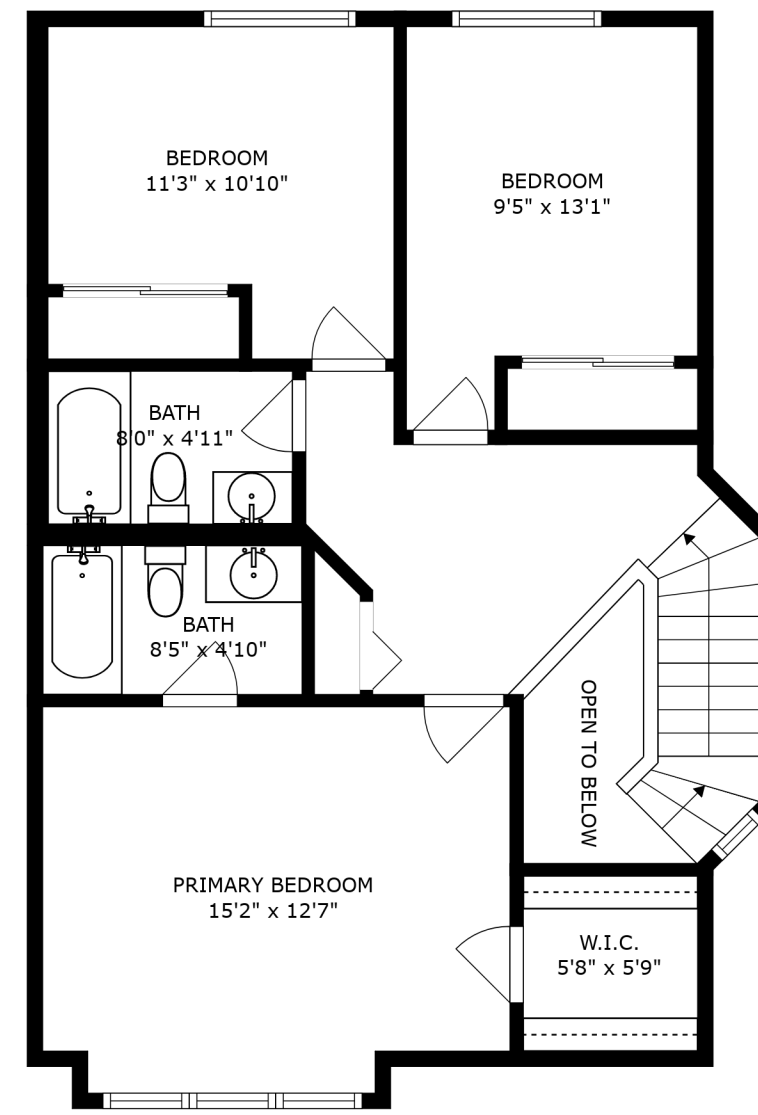 BEDROOM
11'3" x 10'10"
BEDROOM
9'5" x 13'1"
BATH
8'0" x 4'11"
BATH
8'5" x 4'10"
OPEN TO BELOW
PRIMARY BEDROOM
15'2" x 12'7"
W.I.C.
5'8" x 5'9"